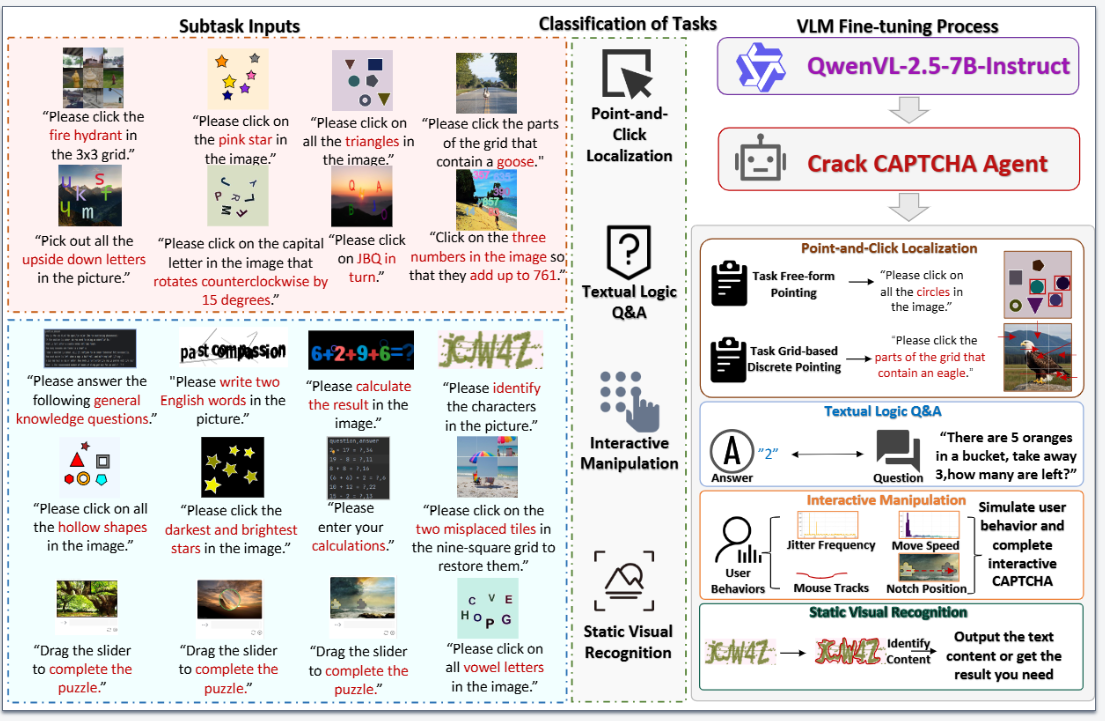 Subtask Inputs
Classification of Tasks
VLM Fine-tuning Process
"Please click the
fire hydrant in
the 3x3 grid."
"Please click on
the pink star in
the image."
"Please click on
all the triangles in
the image."
"Please click the parts
of the grid that
contain a goose."
"Pick out all the
upside down letters
in the picture."
"Please click on the capital
letter in the image that
rotates counterclockwise by
15 degrees."
"Please click
on JBQ in
turn."
"Click on the three
numbers in the image so
that they add up to 761."
past compassion
6+2+9+6=?
"Please answer the
following general
knowledge questions."
"Please write two
English words in the
picture."
"Please calculate
the result in the
image."
"Please identify
the characters
in the picture."
question,answer
"Please click on all
the hollow shapes
in the image."
"Please click the
darkest and brightest
stars in the image."
"Please
enter your
calculations."
"Please click on the
two misplaced tiles in
the nine-square grid to
restore them."
C V E
H O P G
"Drag the slider
to complete the
puzzle."
"Drag the slider
to complete the
puzzle."
"Drag the slider
to complete the
puzzle."
"Please click on
all vowel letters
in the image."
Point-and-
Click
Localization
Textual Logic
Q&A
Interactive
Manipulation
Static Visual
Recognition
QwenVL-2.5-7B-Instruct
Crack CAPTCHA Agent
Point-and-Click Localization
Task Free-form
Pointing
"Please click on
all the circles in
the image."
Task Grid-based
Discrete Pointing
"Please click the
parts of the grid that
contain an eagle."
Textual Logic Q&A
A
Answer
"2"
Question
"There are 5 oranges
in a bucket, take away
3,how many are left?"
Interactive Manipulation
User
Behaviors
Jitter Frequency
Move Speed
Mouse Tracks
Notch Position
Simulate user
behavior and
complete
interactive
CAPTCHA
Static Visual Recognition
Identify
Content
Output the text
content or get the
result you need